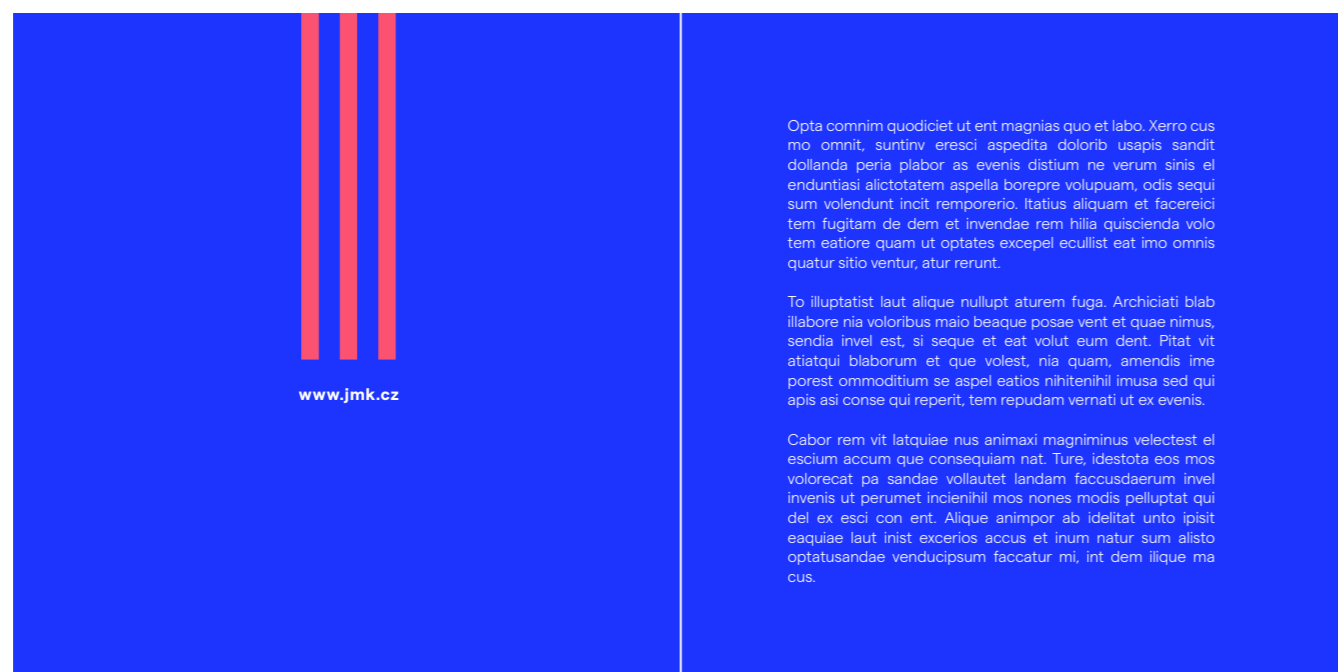 www.jmk.cz
Opta comnim quodiciet ut ent magnias quo et labo. Xerro cus
mo omnit, suntinv eresci aspedita dolorib usapis sandit
dollanda peria plabor as evenis distium ne verum sinis el
enduntiasi alictotatem aspella borepre volupuam, odis sequi
sum volendunt incit remporerio. Itatius aliquam et facereici
tem fugitam de dem et invendae rem hilia quiscienda volo
tem eatiore quam ut optates excepel ecullist eat imo omnis
quatur sitio ventur, atur rerunt.
To illuptatist laut alique nullupt aturem fuga. Archiciati blab
illabore nia voloribus maio beaque posae vent et quae nimus,
sendia invel est, si seque et eat volut eum dent. Pitat vit
atiatqui blaborum et que volest, nia quam, amendis ime
porest ommoditium se aspel eatios nihitenihil imusa sed qui
apis asi conse qui reperit, tem repudam vernati ut ex evenis.
Cabor rem vit latquiae nus animaxi magniminus velectest el
escium accum que consequiam nat. Ture, idestota eos mos
volorecat pa sandae vollautet landam faccusdaerum invel
invenis ut perumet incienihil mos nones modis pelluptat qui
del ex esci con ent. Alique animpor ab idelitat unto ipisit
eaquiae laut inist excerios accus et inum natur sum alisto
optatusandae venducipsum faccatur mi, int dem ilique ma
cus.